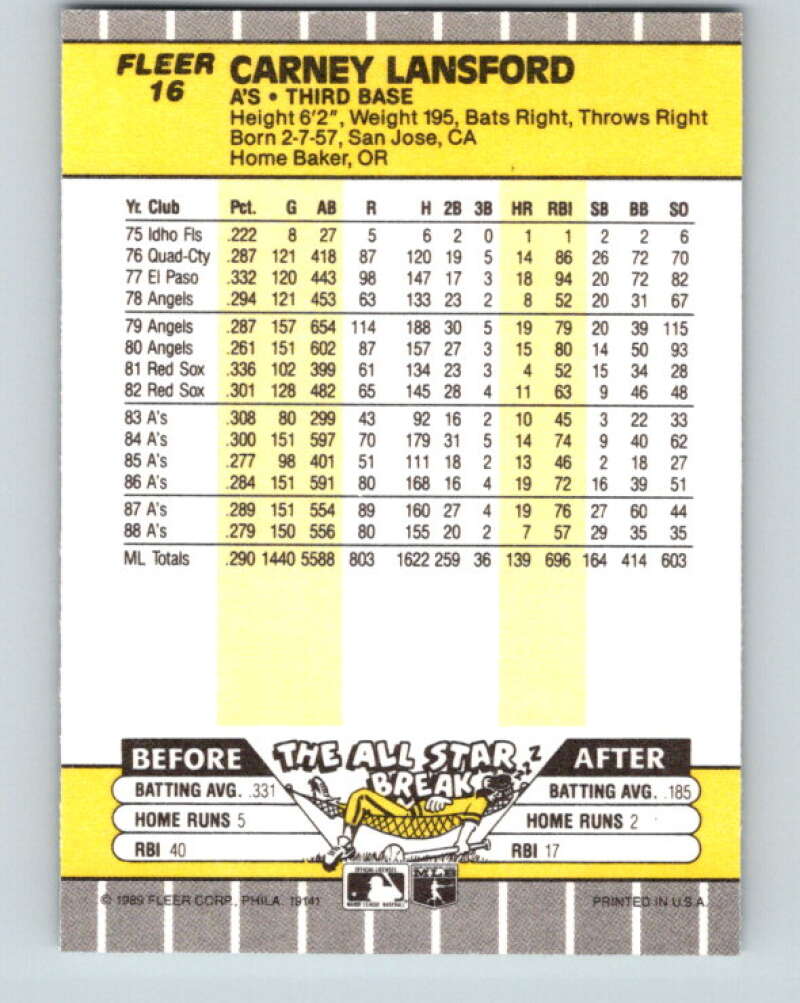 FLEER
16
CARNEY LANSFORD
A'S • THIRD BASE
Height 6'2", Weight 195, Bats Right, Throws Right
Born 2-7-57, San Jose, CA
Home Baker, OR
Yr. Club Pct. G AB R H 2B 3B HR RBI SB BB SO
75 Idho Fls .222 8 27 5 6 2 0 1 1 2 2 6
76 Quad-Cty .287 121 418 87 120 19 5 14 86 26 72 70
77 El Paso .332 120 443 98 147 17 3 18 94 20 72 82
78 Angels .294 121 453 63 133 23 2 8 52 20 31 67
79 Angels .287 157 654 114 188 30 5 19 79 20 39 115
80 Angels .261 151 602 87 157 27 3 15 80 14 50 93
81 Red Sox .336 102 399 61 134 23 3 4 52 15 34 28
82 Red Sox .301 128 482 65 145 28 4 11 63 9 46 48
83 A's .308 80 299 43 92 16 2 10 45 3 22 33
84 A's .300 151 597 70 179 31 5 14 74 9 40 62
85 A's .277 98 401 51 111 18 2 13 46 2 18 27
86 A's .284 151 591 80 168 16 4 19 72 16 39 51
87 A's .289 151 554 89 160 27 4 19 76 27 60 44
88 A's .279 150 556 80 155 20 2 7 57 29 35 35
ML Totals .290 1440 5588 803 1622 259 36 139 696 164 414 603
BEFORE THE ALL STAR BREAK ZZZ AFTER
BATTING AVG. .331 BATTING AVG. .185
HOME RUNS 5 HOME RUNS 2
RBI 40 RBI 17
OFFICIAL LICENSEE
MAJOR LEAGUE BASEBALL
MLB
© 1989 FLEER CORP., PHILA. 19141 PRINTED IN U.S.A.